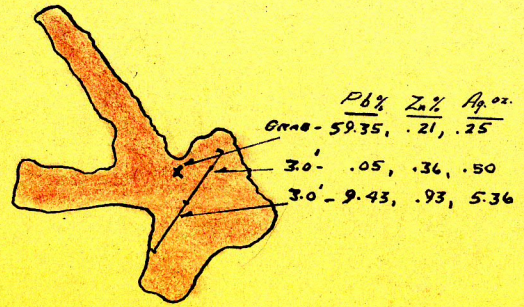 Pb% Zn% Ag. oz.
GRAB - 59.35, .21, .25
3.0' - .05, .36, .50
3.0' - 9.43, .93, 5.36
x